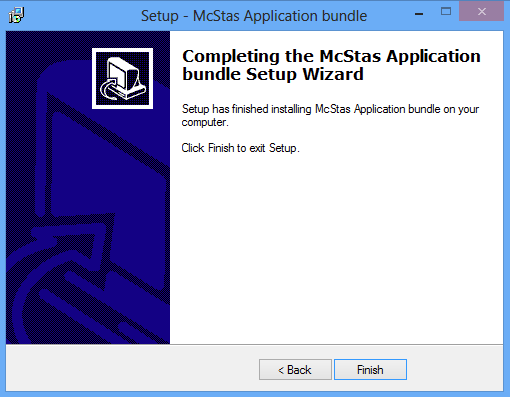 Setup - McStas Application bundle
Completing the McStas Application
bundle Setup Wizard
Setup has finished installing McStas Application bundle on your
computer.
Click Finish to exit Setup.
< Back
Finish